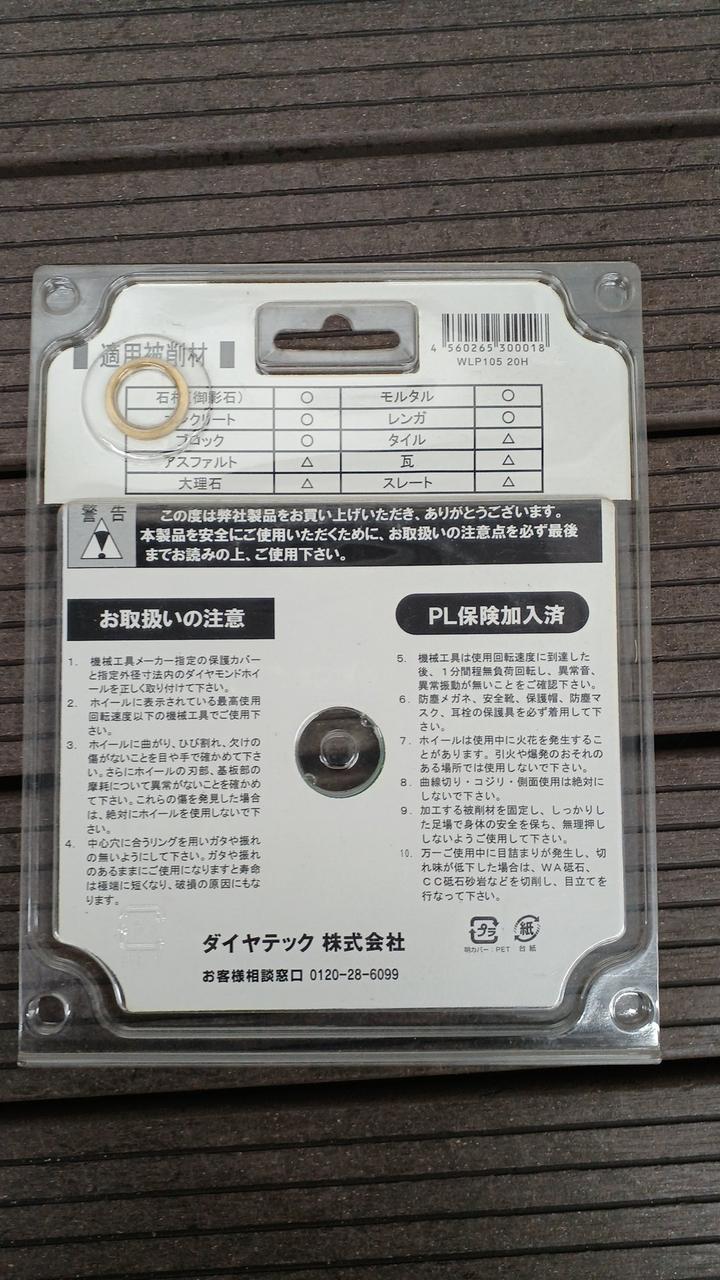 適用被削材
4 560265 300018
WLP105 20H
石材(御影石) ○ モルタル ○
コンクリート ○ レンガ ○
ブロック ○ タイル △
アスファルト △ 瓦 △
大理石 △ スレート △
警告
この度は弊社製品をお買い上げいただき、ありがとうございます。
本製品を安全にご使用いただくために、お取扱いの注意点を必ず最後
までお読みの上、ご使用下さい。
お取扱いの注意
1. 機械工具メーカー指定の保護カバー
と指定外径寸法内のダイヤモンドホイ
ールを正しく取り付けて下さい。
2. ホイールに表示されている最高使用
回転速度以下の機械工具でご使用下
さい。
3. ホイールに曲がり、ひび割れ、欠けの
傷がないことを目や手で確かめて下さ
い。さらにホイールの刃部、基板部の
摩耗について異常がないことを確かめ
て下さい。これらの傷を発見した場合
は、絶対にホイールを使用しないで下
さい。
4. 中心穴に合うリングを用いガタや振れ
の無いようにして下さい。ガタや振れ
のあるままにご使用になりますと寿命
は極端に短くなり、破損の原因にもな
ります。
PL保険加入済
5. 機械工具は使用回転速度に到達した
後、1分間程無負荷回転し、異常音、
異常振動が無いことをご確認下さい。
6. 防塵メガネ、安全靴、保護帽、防塵マ
スク、耳栓の保護具を必ず着用して下
さい。
7. ホイールは使用中に火花を発生するこ
とがあります。引火や爆発のおそれの
ある場所では使用しないで下さい。
8. 曲線切り・コジリ・側面使用は絶対に
しないで下さい。
9. 加工する被削材を固定し、しっかりし
た足場で身体の安全を保ち、無理押し
しないようご使用して下さい。
10. 万一ご使用中に目詰まりが発生し、切
れ味が低下した場合は、WA砥石、
CC砥石砂岩などを切削し、目立てを
行なって下さい。
プラ
紙
明カバー:PET
台紙
ダイヤテック 株式会社
お客様相談窓口 0120-28-6099